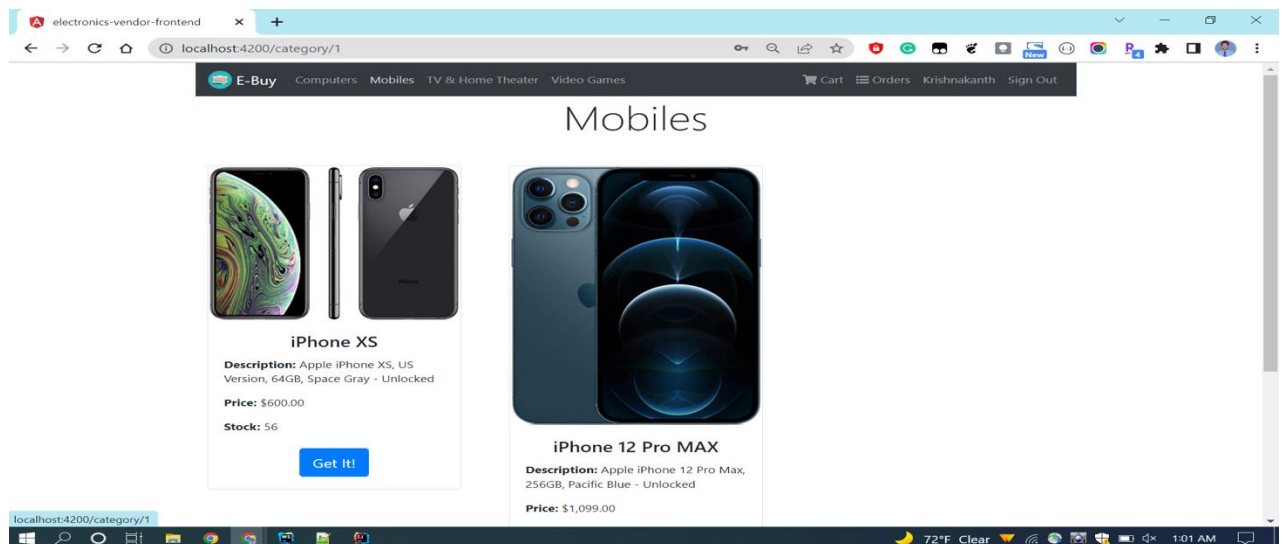 electronics-vendor-frontend
localhost:4200/category/1
New
4
E-Buy Computers Mobiles TV & Home Theater Video Games Cart Orders Krishnakanth Sign Out
Mobiles
iPhone XS
Description: Apple iPhone XS, US
Version, 64GB, Space Gray - Unlocked
Price: $600.00
Stock: 56
Get It!
iPhone 12 Pro MAX
Description: Apple iPhone 12 Pro Max,
256GB, Pacific Blue - Unlocked
Price: $1,099.00
localhost:4200/category/1
72°F Clear 1:01 AM